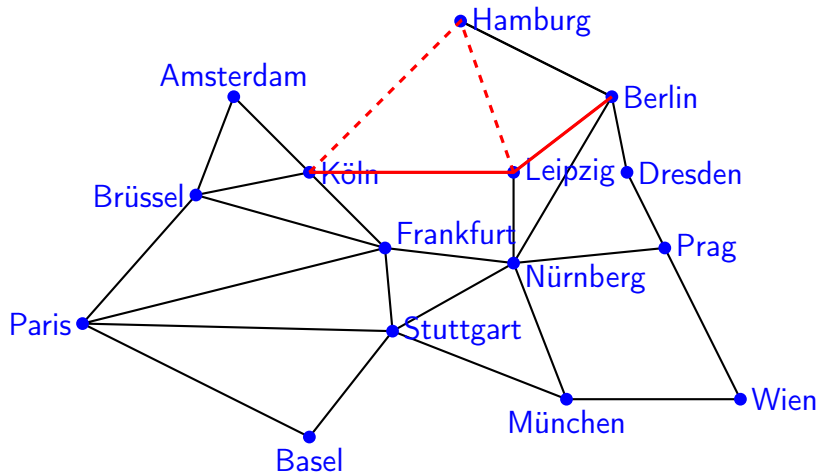 Hamburg
Amsterdam
Berlin
Köln
Leipzig
Dresden
Brüssel
Frankfurt
Prag
Nürnberg
Paris
Stuttgart
Wien
München
Basel